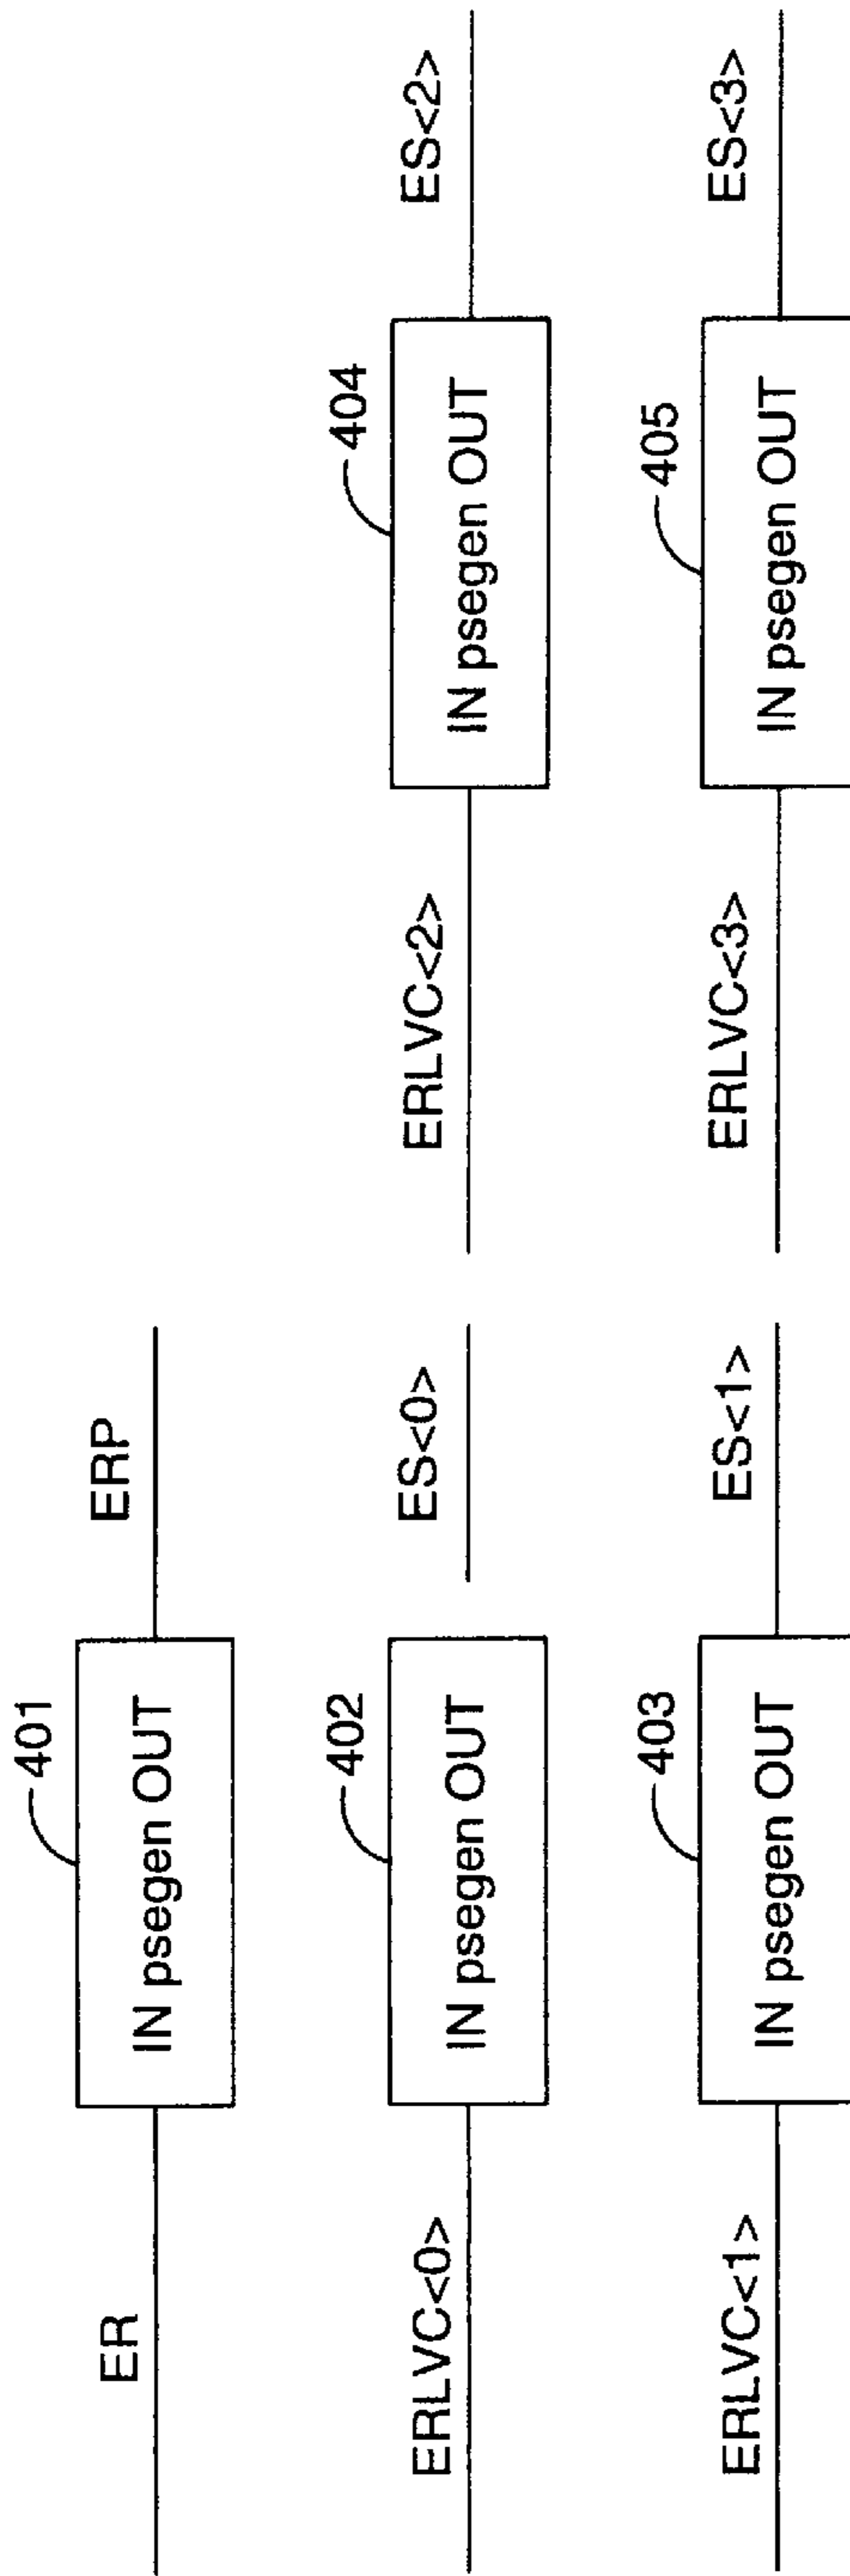 ER
401
IN psegen OUT
ERP
ERLVC<0>
402
IN psegen OUT
ES<0>
ERLVC<1>
403
IN psegen OUT
ES<1>
ERLVC<2>
404
IN psegen OUT
ES<2>
ERLVC<3>
405
IN psegen OUT
ES<3>